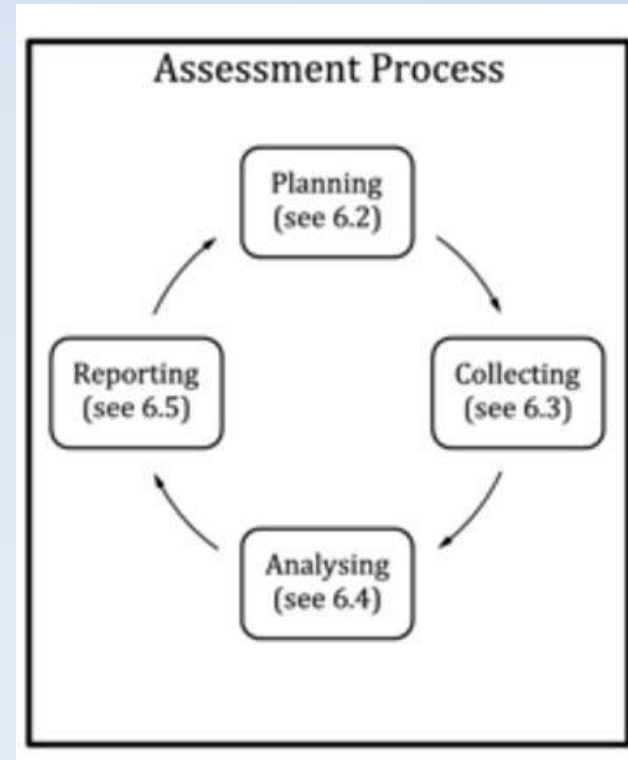 Assessment Process
Planning
(see 6.2)
Reporting
(see 6.5)
Collecting
(see 6.3)
Analysing
(see 6.4)